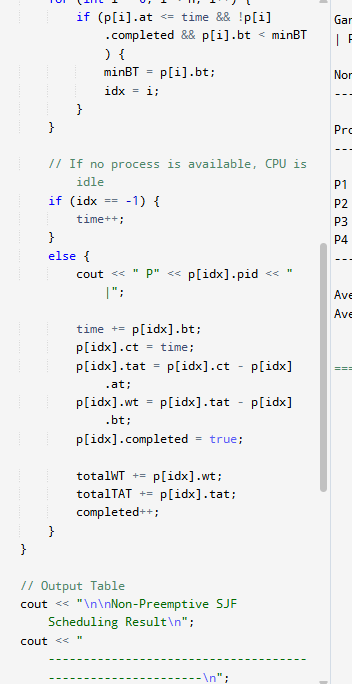 for (int i = 0; i < n; i++) {
if (p[i].at <= time && !p[i]
.completed && p[i].bt < minBT
) {
minBT = p[i].bt;
idx = i;
}
}
// If no process is available, CPU is
idle
if (idx == -1) {
time++;
}
else {
cout << " P" << p[idx].pid << "
|";
time += p[idx].bt;
p[idx].ct = time;
p[idx].tat = p[idx].ct - p[idx]
.at;
p[idx].wt = p[idx].tat - p[idx]
.bt;
p[idx].completed = true;
totalWT += p[idx].wt;
totalTAT += p[idx].tat;
completed++;
}
}
// Output Table
cout << "\n\nNon-Preemptive SJF
Scheduling Result\n";
cout << "
-----------------------------------
---------------------\n";
Gan
| P
Non
---
Pro
---
P1
P2
P3
P4
---
Ave
Ave
===